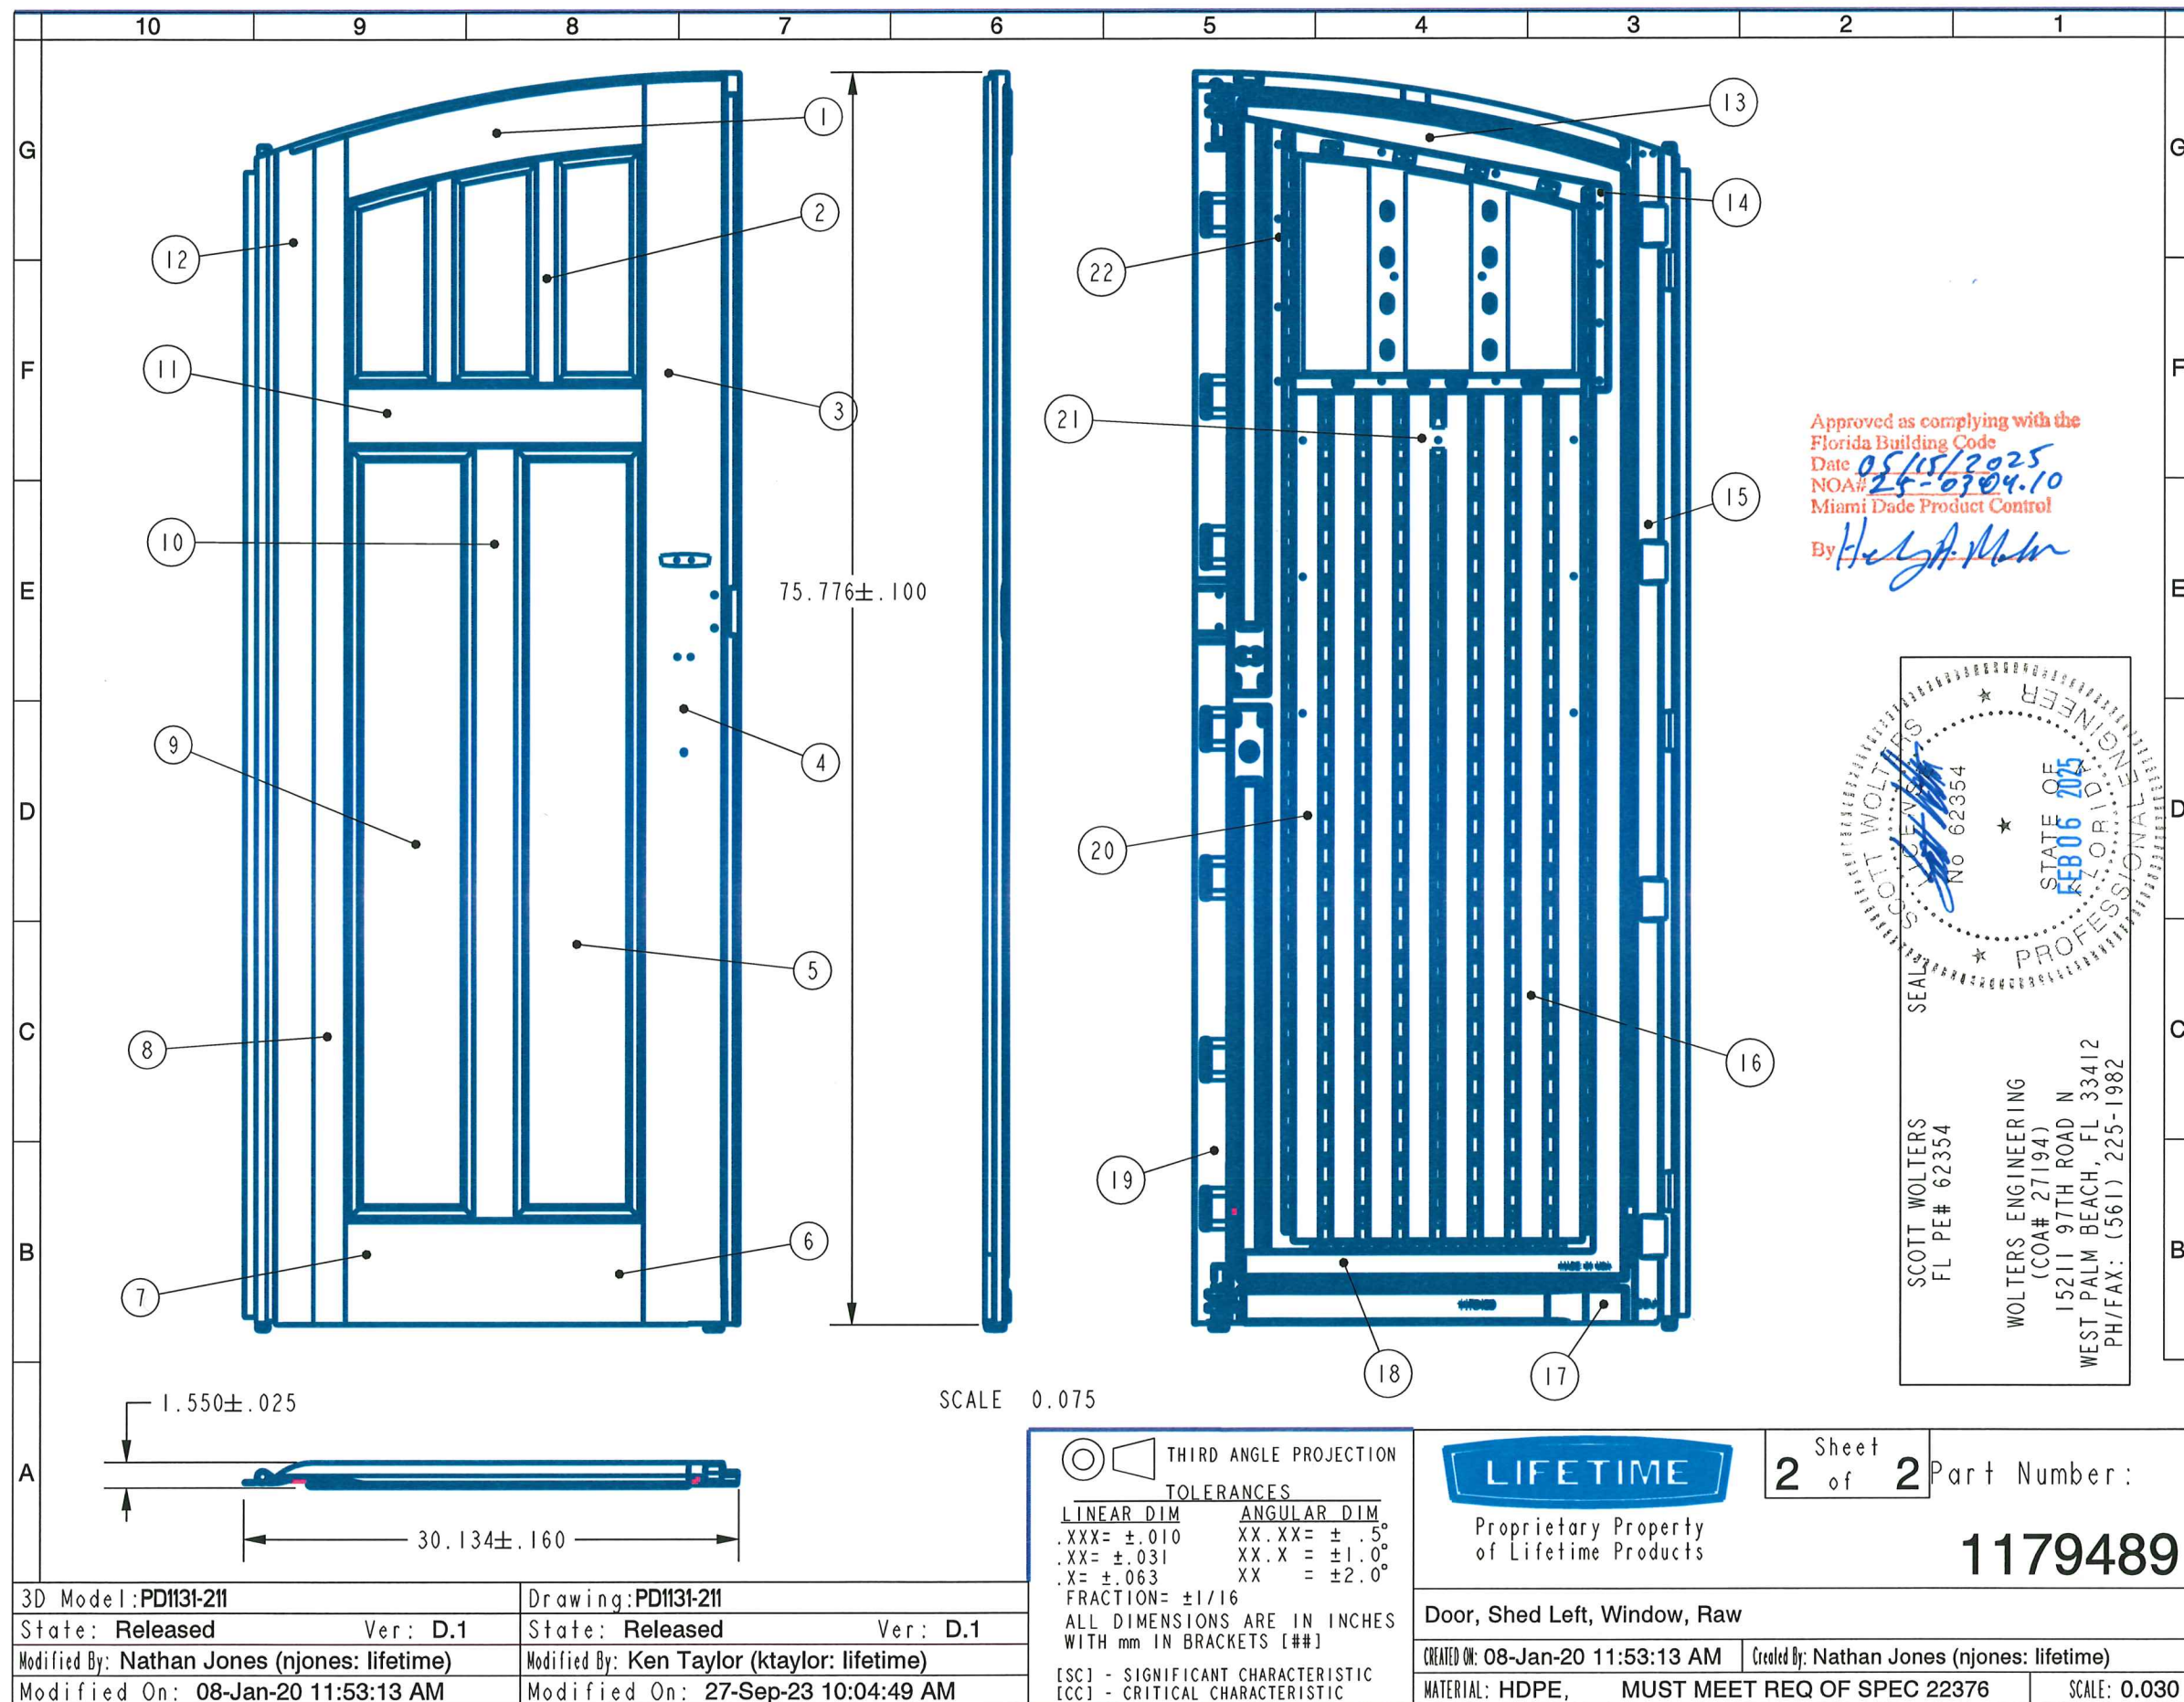 10 9 8 7 6 5 4 3 2 1
G
F
E
D
C
B
A
G
F
E
D
C
B
1
2
3
4
5
6
7
8
9
10
11
12
13
14
15
16
17
18
19
20
21
22
75.776±.100
1.550±.025
30.134±.160
SCALE 0.075
MADE IN USA
Approved as complying with the
Florida Building Code
Date 05/15/2025
NOA# 25-0304.10
Miami Dade Product Control
By
SCOTT WOLTERS
LICENSE
No 62354
STATE OF
FLORIDA
PROFESSIONAL ENGINEER
FEB 06 2025
SEAL
SCOTT WOLTERS
FL PE# 62354
WOLTERS ENGINEERING
(COA# 27194)
15211 97TH ROAD N
WEST PALM BEACH, FL 33412
PH/FAX: (561) 225-1982
THIRD ANGLE PROJECTION
TOLERANCES
LINEAR DIM ANGULAR DIM
.XXX= ±.010 XX.XX= ± .5°
.XX= ±.031 XX.X = ±1.0°
.X= ±.063 XX = ±2.0°
FRACTION= ±1/16
ALL DIMENSIONS ARE IN INCHES
WITH mm IN BRACKETS [##]
[SC] - SIGNIFICANT CHARACTERISTIC
[CC] - CRITICAL CHARACTERISTIC
LIFETIME
Proprietary Property
of Lifetime Products
Sheet
2 of 2
Part Number:
1179489
Door, Shed Left, Window, Raw
CREATED ON: 08-Jan-20 11:53:13 AM Created By: Nathan Jones (njones: lifetime)
MATERIAL: HDPE, MUST MEET REQ OF SPEC 22376 SCALE: 0.030
3D Model: PD1131-211 Drawing: PD1131-211
State: Released Ver: D.1 State: Released Ver: D.1
Modified By: Nathan Jones (njones: lifetime) Modified By: Ken Taylor (ktaylor: lifetime)
Modified On: 08-Jan-20 11:53:13 AM Modified On: 27-Sep-23 10:04:49 AM